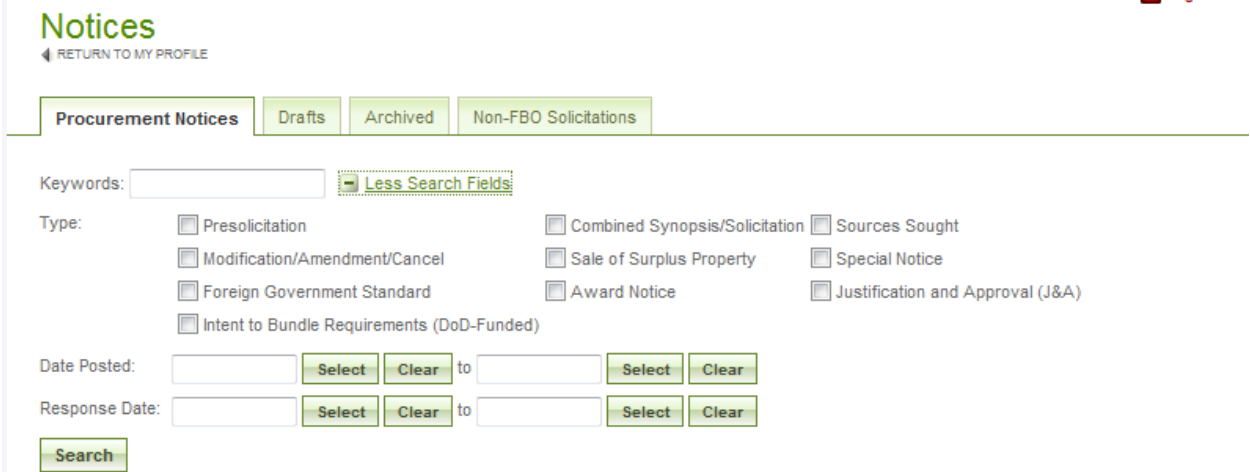 Notices
RETURN TO MY PROFILE
Procurement Notices Drafts Archived Non-FBO Solicitations
Keywords: Less Search Fields
Type: Presolicitation Combined Synopsis/Solicitation Sources Sought
Modification/Amendment/Cancel Sale of Surplus Property Special Notice
Foreign Government Standard Award Notice Justification and Approval (J&A)
Intent to Bundle Requirements (DoD-Funded)
Date Posted: Select Clear to Select Clear
Response Date: Select Clear to Select Clear
Search